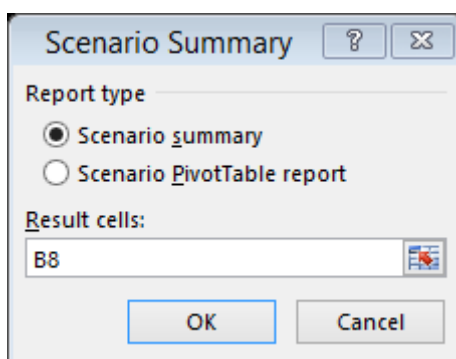 Scenario Summary ?
Report type
Scenario summary
Scenario PivotTable report
Result cells:
B8
OK Cancel